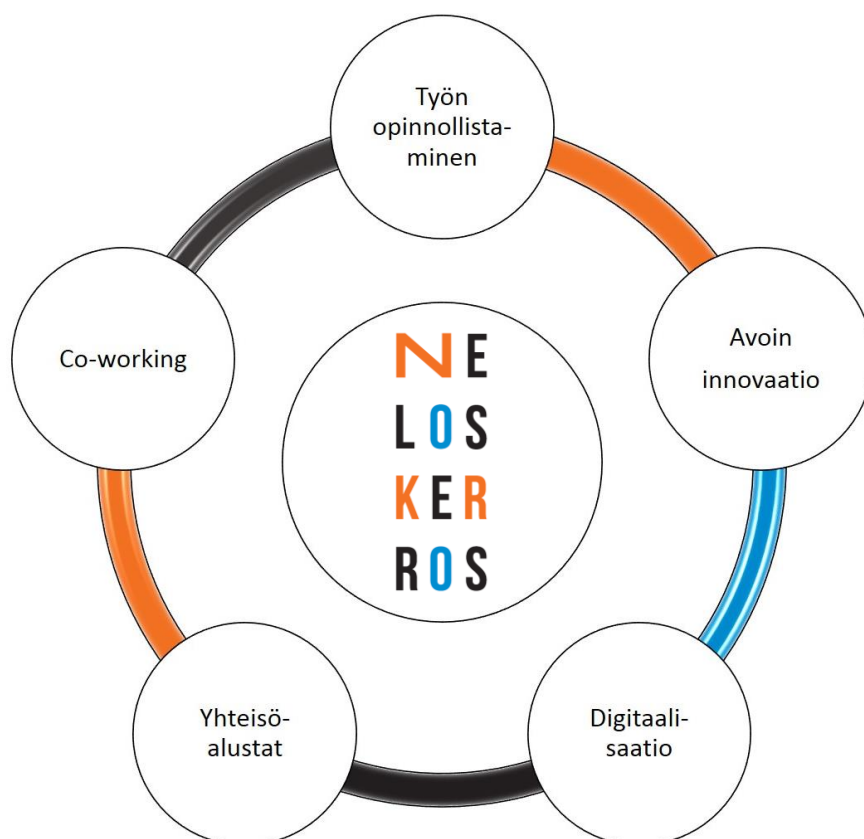 Työn
opinnollista-
minen
Co-working
Avoin
innovaatio
NE
LOS
KER
ROS
Yhteisö-
alustat
Digitaali-
saatio